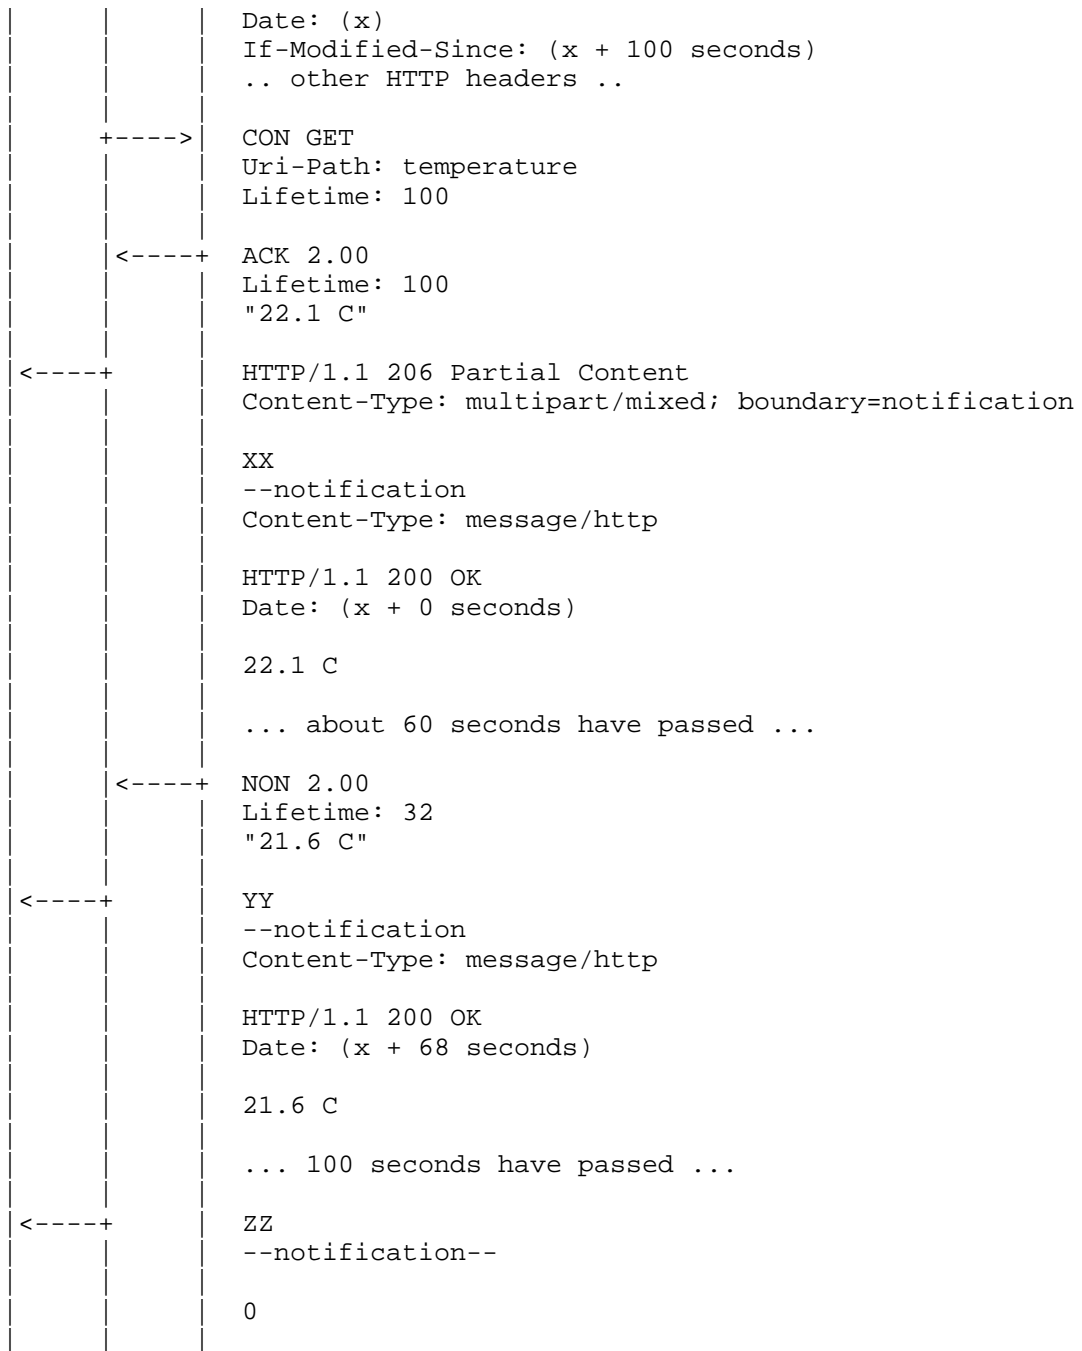 Date: (x)
If-Modified-Since: (x + 100 seconds)
.. other HTTP headers ..
+---->| CON GET
Uri-Path: temperature
Lifetime: 100
|<----+ ACK 2.00
Lifetime: 100
"22.1 C"
|<----+ HTTP/1.1 206 Partial Content
Content-Type: multipart/mixed; boundary=notification
XX
--notification
Content-Type: message/http
HTTP/1.1 200 OK
Date: (x + 0 seconds)
22.1 C
... about 60 seconds have passed ...
|<----+ NON 2.00
Lifetime: 32
"21.6 C"
|<----+ YY
--notification
Content-Type: message/http
HTTP/1.1 200 OK
Date: (x + 68 seconds)
21.6 C
... 100 seconds have passed ...
|<----+ ZZ
--notification--
0